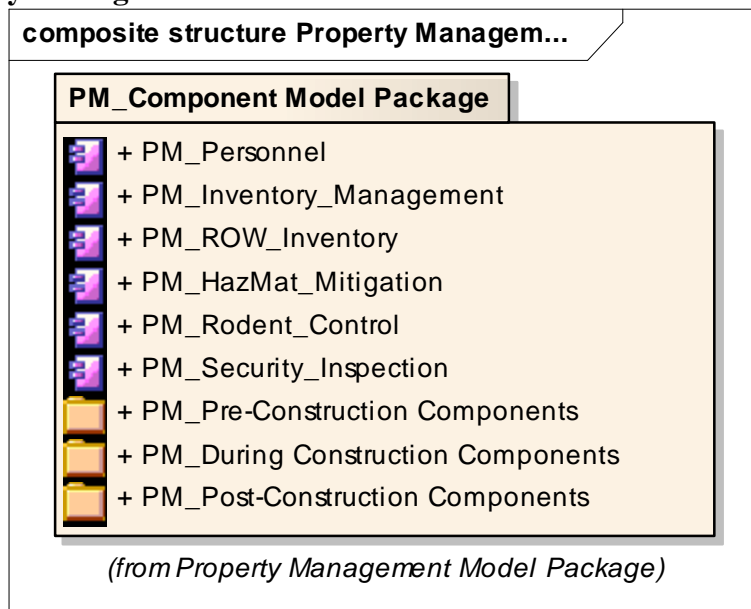 composite structure Property Managem...
PM_Component Model Package
+ PM_Personnel
+ PM_Inventory_Management
+ PM_ROW_Inventory
+ PM_HazMat_Mitigation
+ PM_Rodent_Control
+ PM_Security_Inspection
+ PM_Pre-Construction Components
+ PM_During Construction Components
+ PM_Post-Construction Components
(from Property Management Model Package)